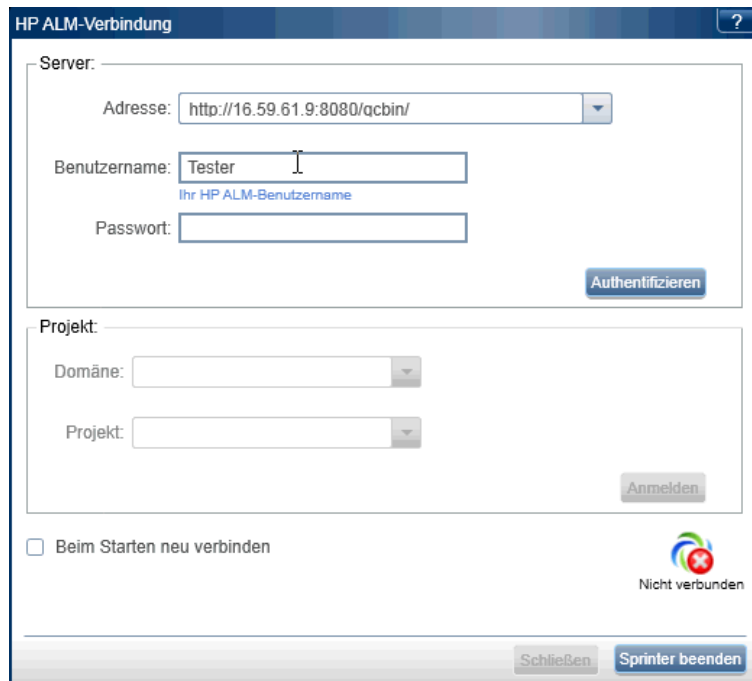 HP ALM-Verbindung
?
Server:
Adresse: http://16.59.61.9:8080/qcbin/
Benutzername: Tester
Ihr HP ALM-Benutzername
Passwort:
Authentifizieren
Projekt:
Domäne:
Projekt:
Anmelden
Beim Starten neu verbinden
Nicht verbunden
Schließen Sprinter beenden